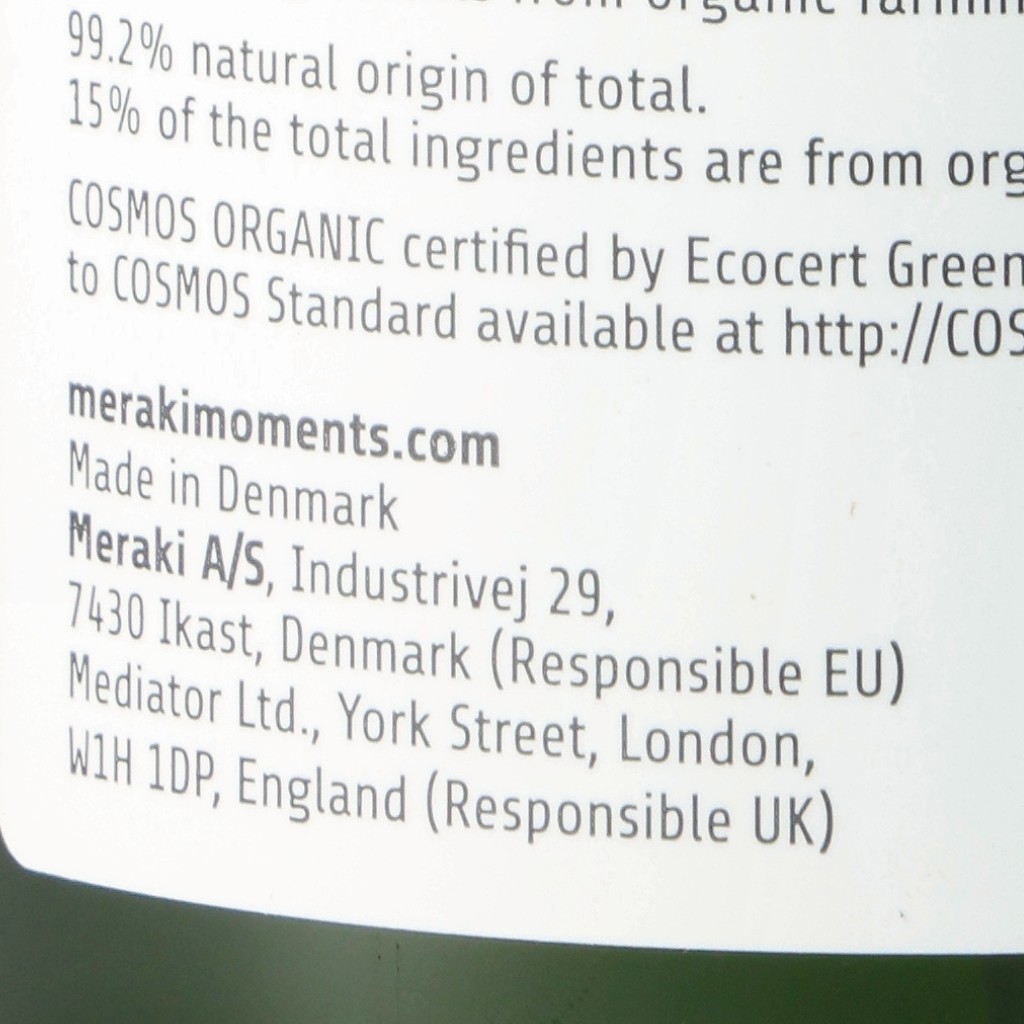 from organic
99.2% natural origin of total.
15% of the total ingredients are from
COSMOS ORGANIC certified by Ecocert Green
to COSMOS Standard available at http://COS
merakimoments.com
Made in Denmark
Meraki A/S, Industrivej 29,
7430 Ikast, Denmark (Responsible EU)
Mediator Ltd., York Street, London,
W1H 1DP, England (Responsible UK)